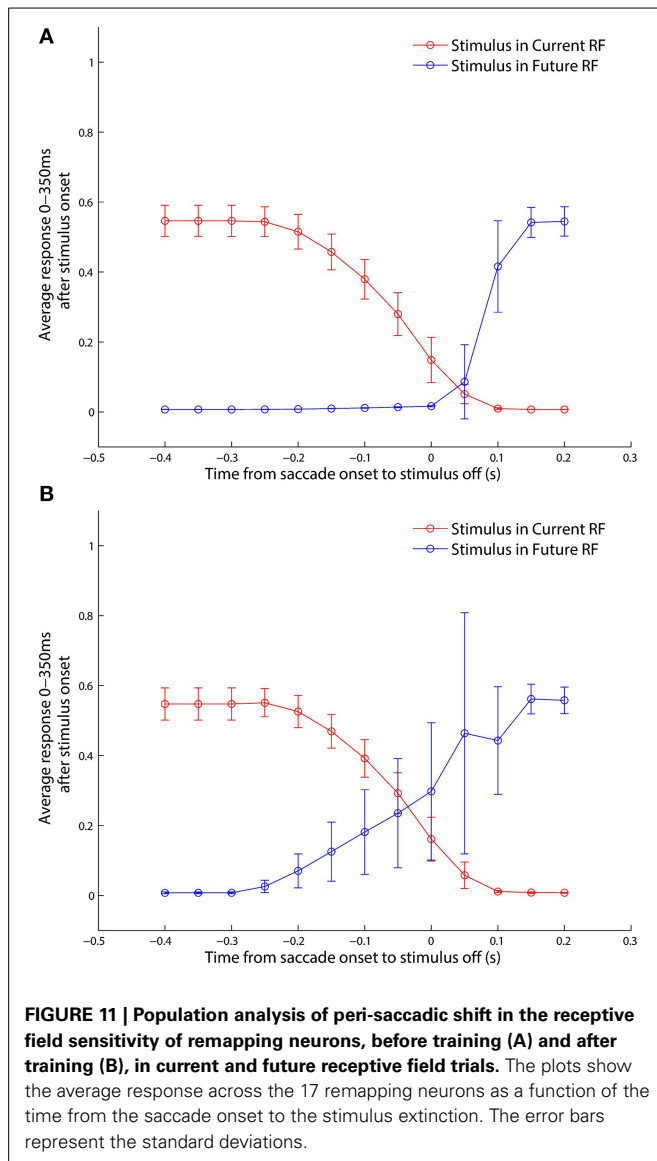 A
Stimulus in Current RF
Stimulus in Future RF
1
0.8
0.6
0.4
0.2
0
Average response 0–350ms
after stimulus onset
−0.5 −0.4 −0.3 −0.2 −0.1 0 0.1 0.2 0.3
Time from saccade onset to stimulus off (s)
B
Stimulus in Current RF
Stimulus in Future RF
1
0.8
0.6
0.4
0.2
0
Average response 0–350ms
after stimulus onset
−0.5 −0.4 −0.3 −0.2 −0.1 0 0.1 0.2 0.3
Time from saccade onset to stimulus off (s)
FIGURE 11 | Population analysis of peri-saccadic shift in the receptive
field sensitivity of remapping neurons, before training (A) and after
training (B), in current and future receptive field trials. The plots show
the average response across the 17 remapping neurons as a function of the
time from the saccade onset to the stimulus extinction. The error bars
represent the standard deviations.